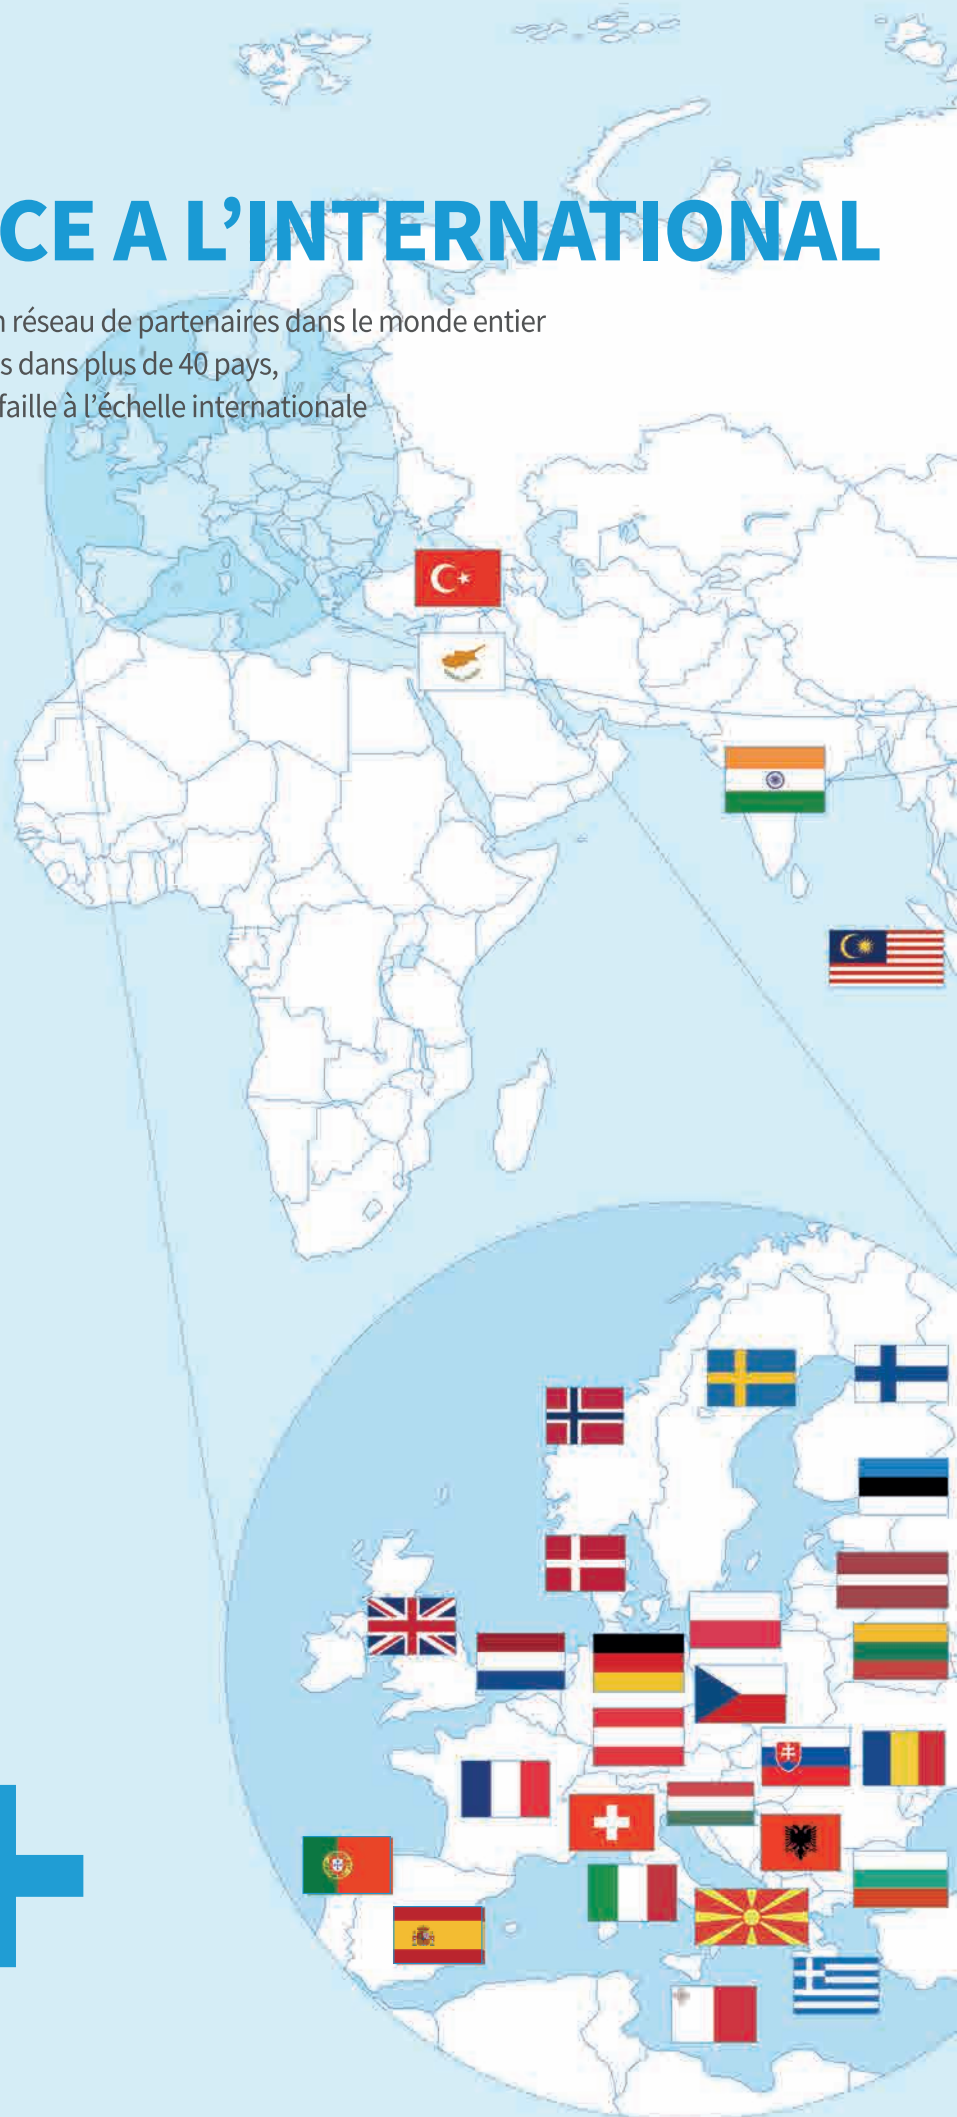 CE A L’INTERNATIONAL
n réseau de partenaires dans le monde entier
s dans plus de 40 pays,
faille à l’échelle internationale
+